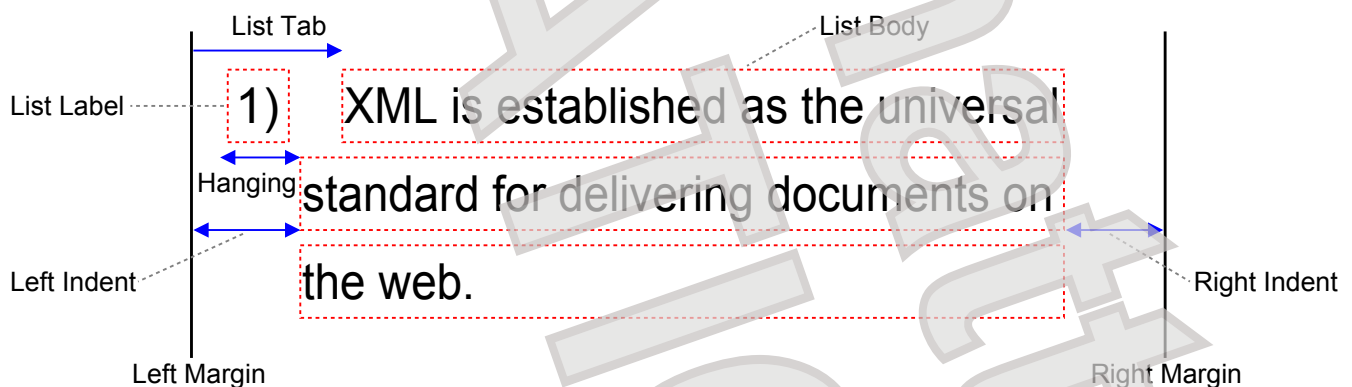 List Tab
List Body
List Label
1) XML is established as the universal
Hanging
standard for delivering documents on
Left Indent
the web.
Right Indent
Left Margin
Right Margin